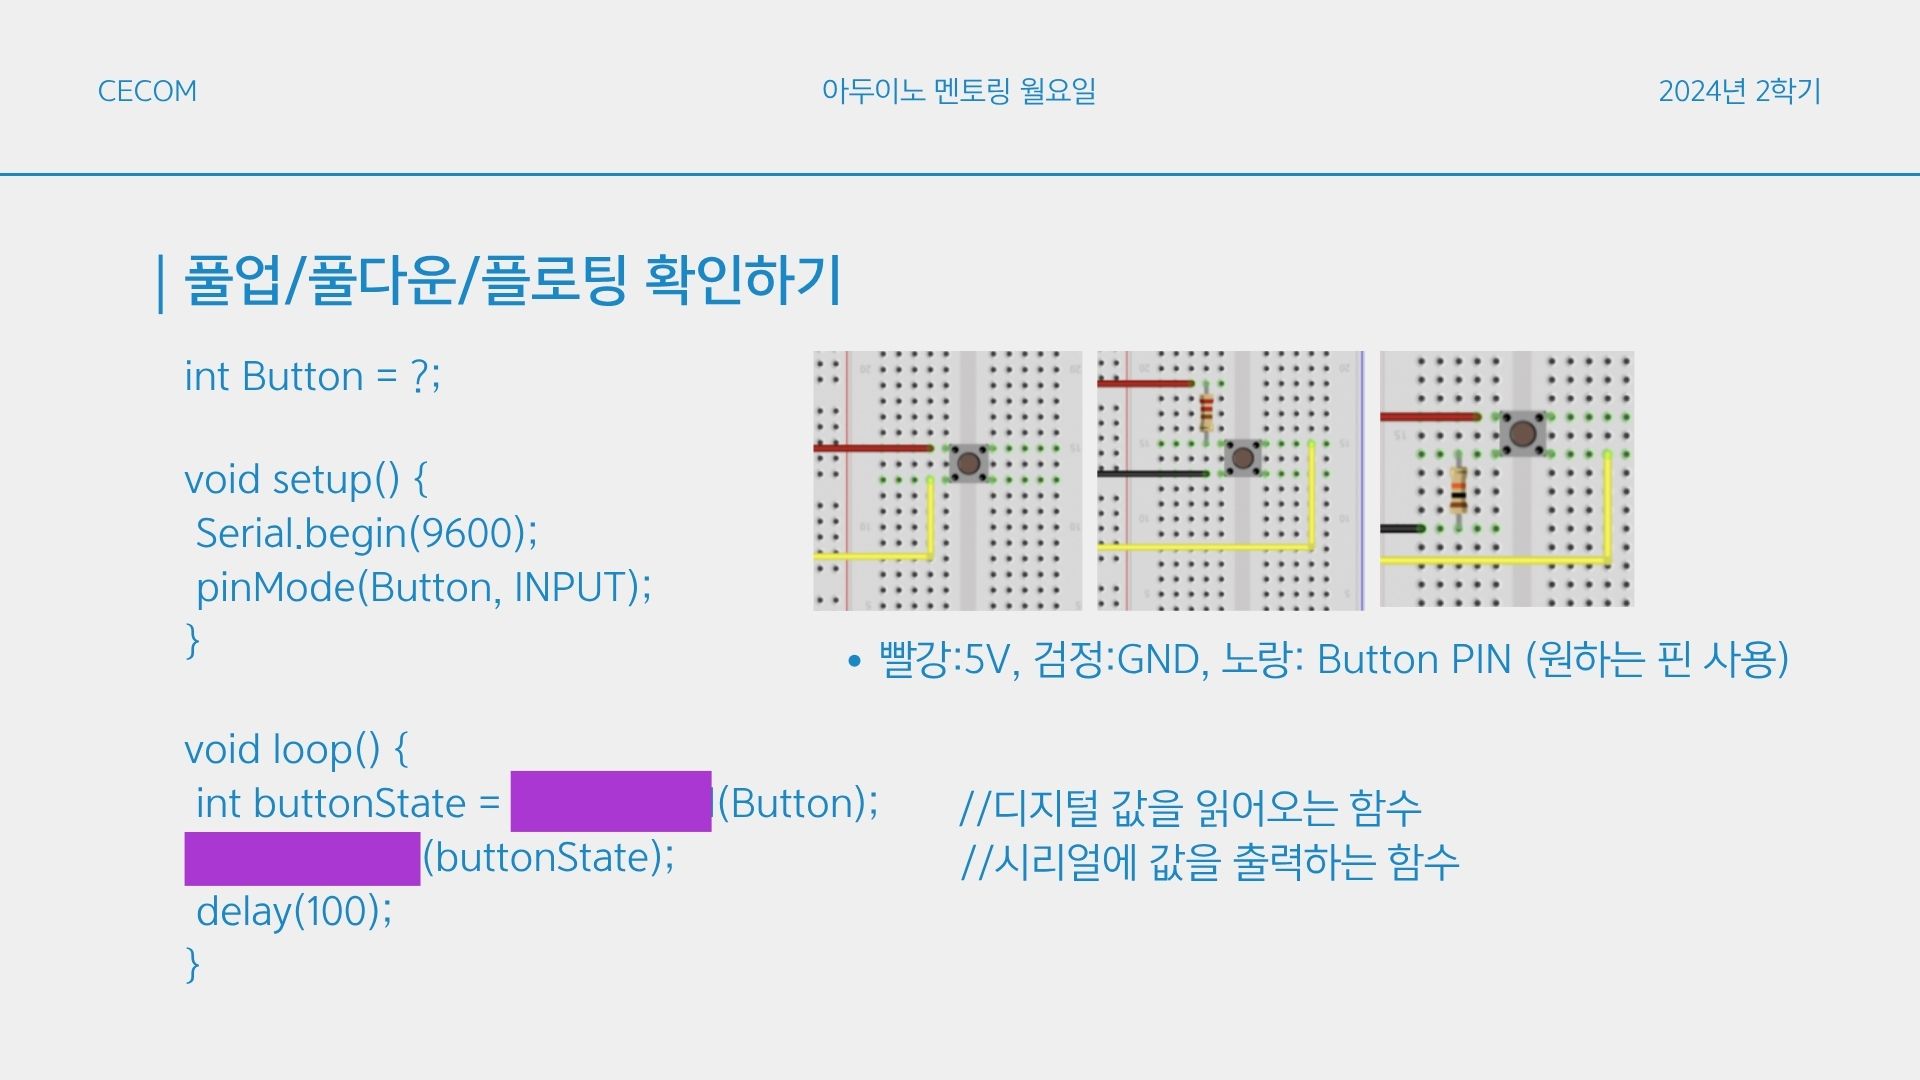 CECOM
아두이노 멘토링 월요일
2024년 2학기
풀업/풀다운/플로팅 확인하기
int Button = ?;
void setup() {
Serial.begin(9600);
pinMode(Button, INPUT);
}
빨강:5V, 검정:GND, 노랑: Button PIN (원하는 핀 사용)
void loop() {
int buttonState = (Button); //디지털 값을 읽어오는 함수
(buttonState); //시리얼에 값을 출력하는 함수
delay(100);
}